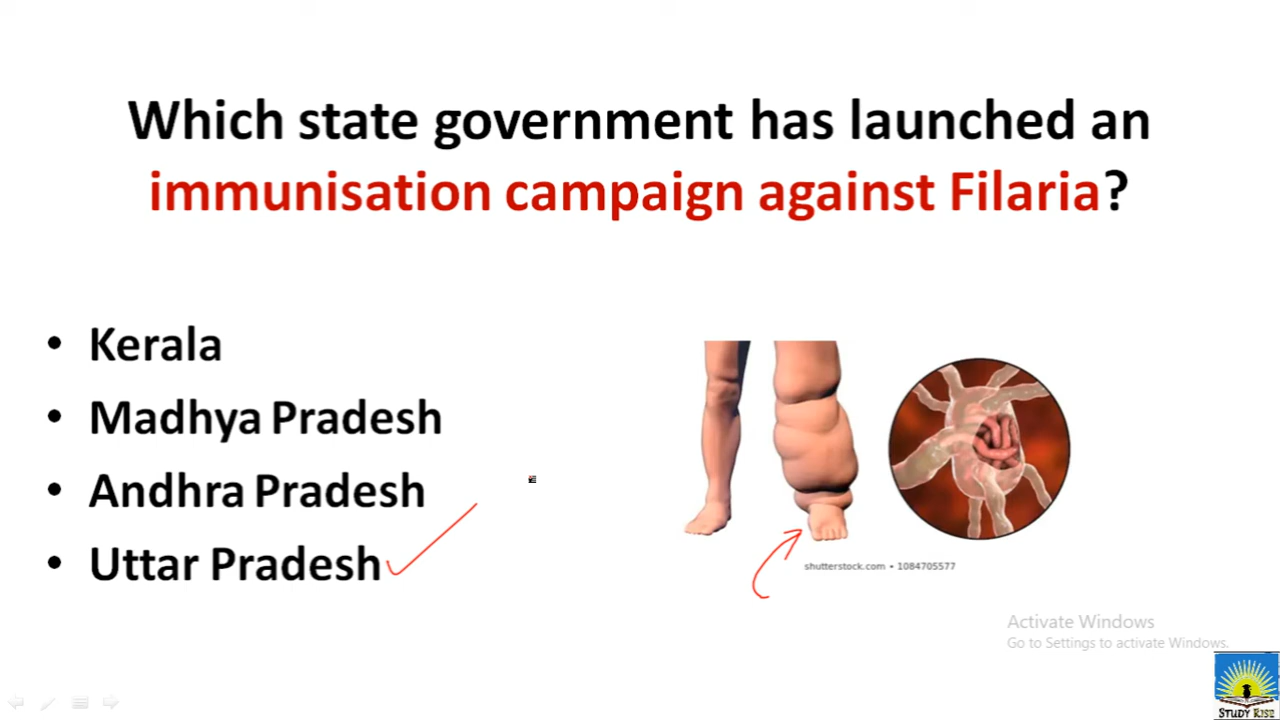 Which state government has launched an
immunisation campaign against Filaria?
• Kerala
• Madhya Pradesh
• Andhra Pradesh
• Uttar Pradesh
shutterstock.com • 1084705577
Activate Windows
Go to Settings to activate Windows.
STUDY RISE